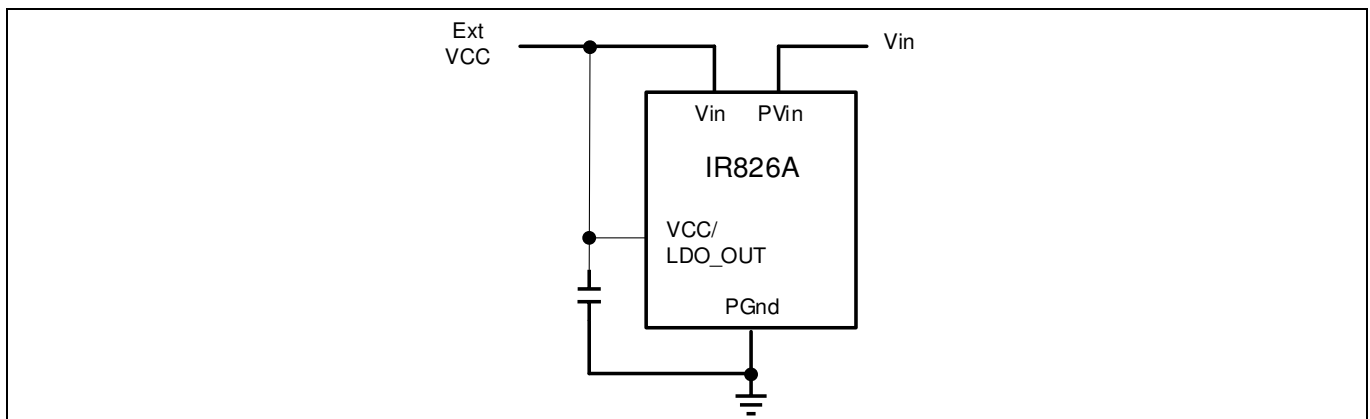 Ext
VCC
Vin
Vin PVin
IR826A
VCC/
LDO_OUT
PGnd